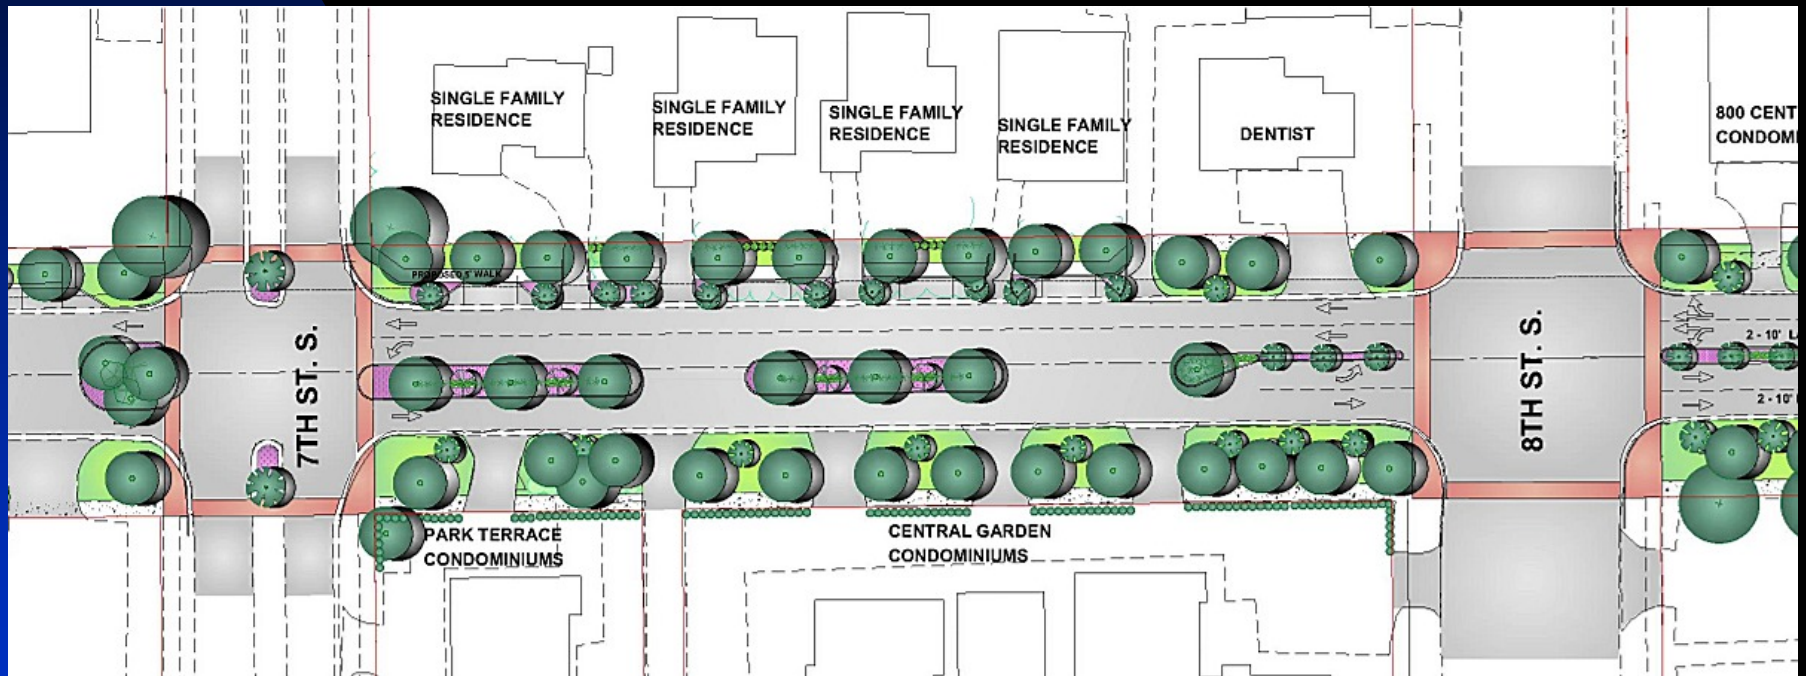 SINGLE FAMILY
RESIDENCE
SINGLE FAMILY
RESIDENCE
SINGLE FAMILY
RESIDENCE
SINGLE FAMILY
RESIDENCE
DENTIST
800 CENT
CONDOMI
PROPOSED 5' WALK
7TH ST. S.
8TH ST. S.
2 - 10' L
2 - 10'
PARK TERRACE
CONDOMINIUMS
CENTRAL GARDEN
CONDOMINIUMS